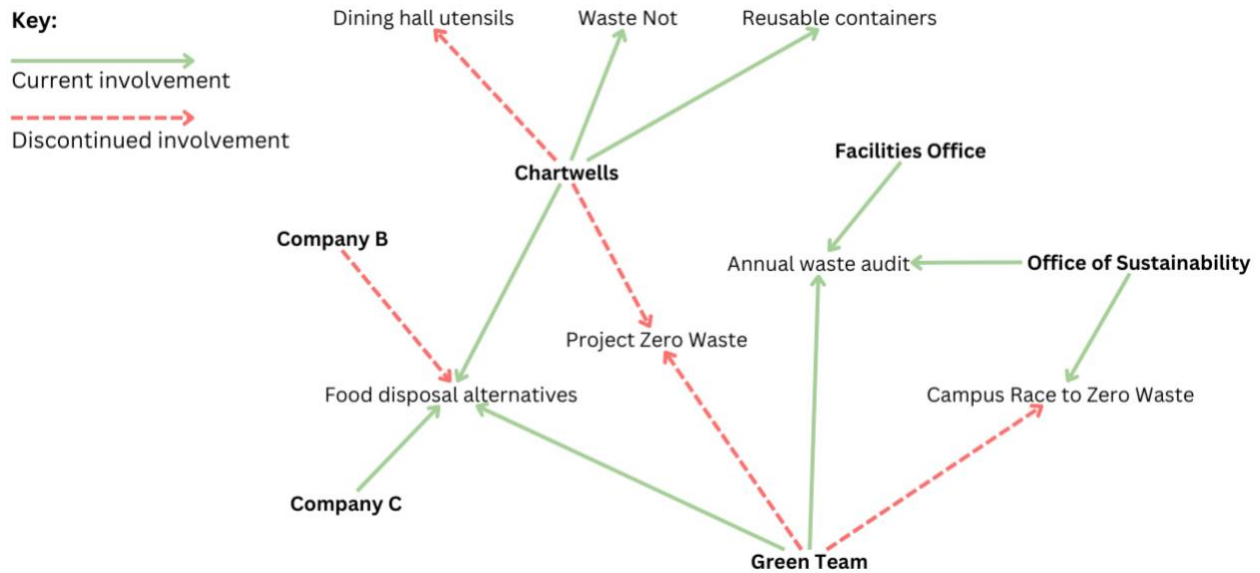 Key:
Current involvement
Discontinued involvement
Dining hall utensils
Waste Not
Reusable containers
Chartwells
Facilities Office
Company B
Annual waste audit
Office of Sustainability
Project Zero Waste
Food disposal alternatives
Campus Race to Zero Waste
Company C
Green Team